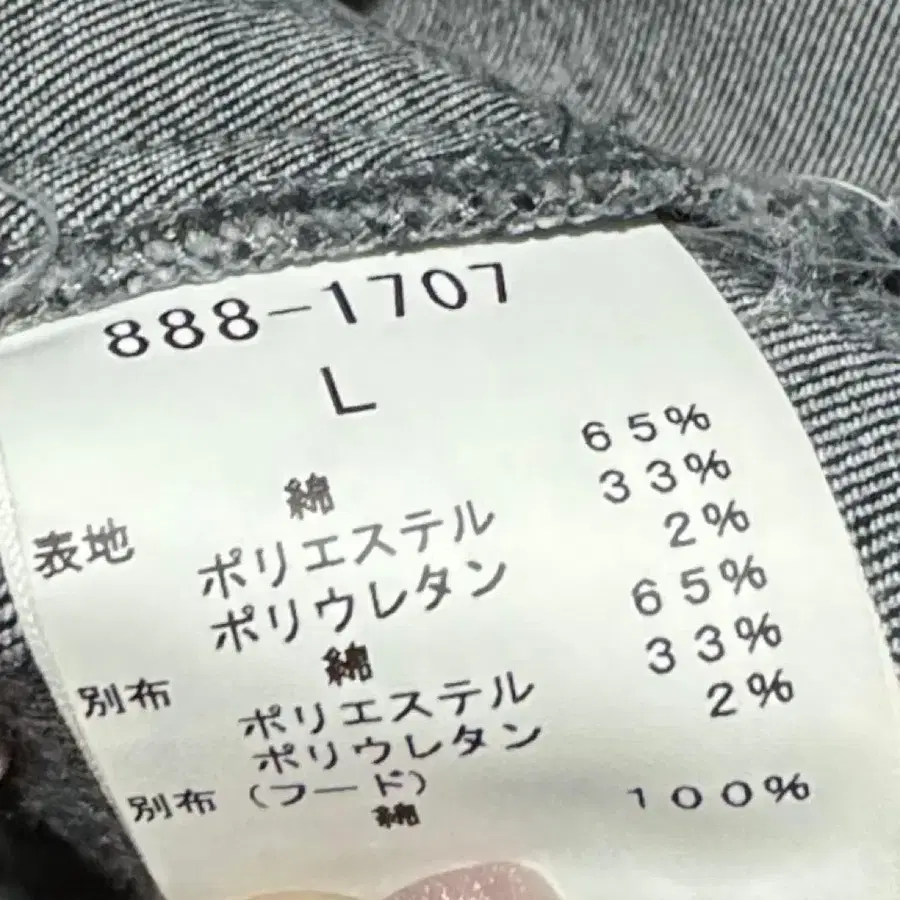 888-1707
L
表地 綿 65%
ポリエステル 33%
ポリウレタン 2%
別布 綿 65%
ポリエステル 33%
ポリウレタン 2%
別布 (フード)
綿 100%